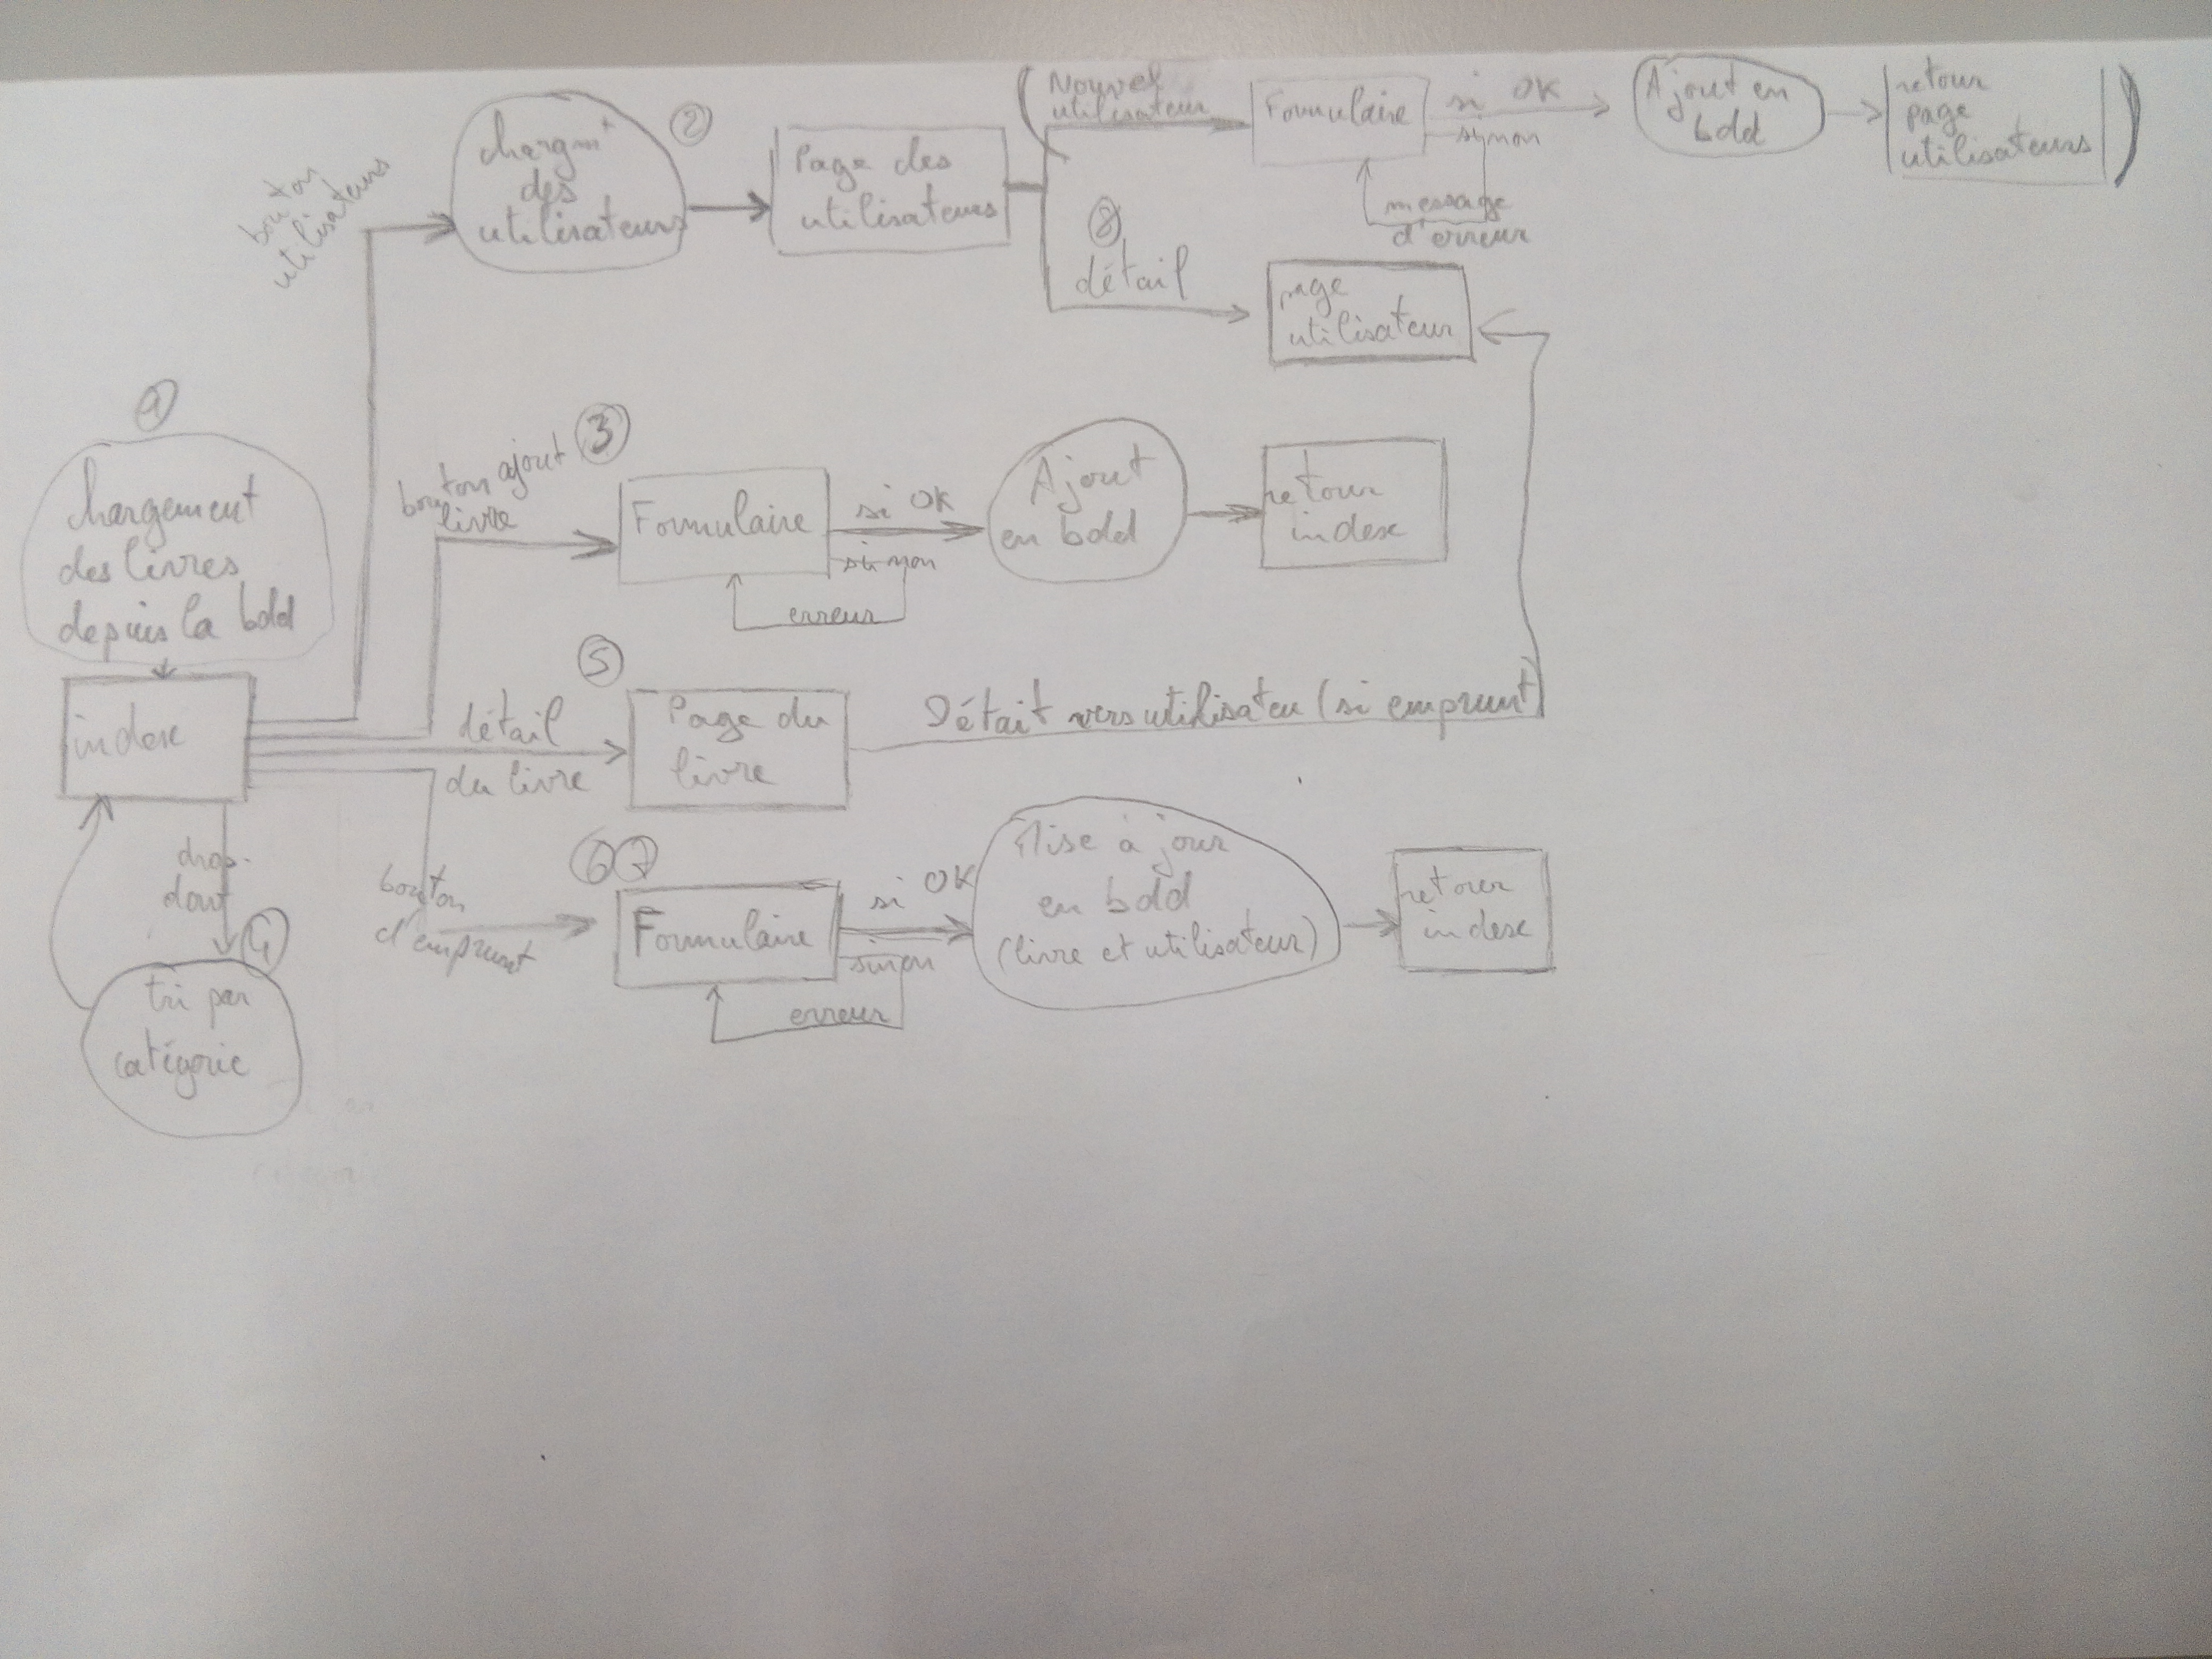 bouton
utilisateurs
chargmt
des
utilisateurs
2
Page des
utilisateurs
Nouvel
utilisateur
Formulaire
si OK
sinon
message
d'erreur
Ajout en
bdd
retour
page
utilisateurs
8
détail
page
utilisateur
1
chargement
des livres
depuis la bdd
index
bouton ajout
livre
3
Formulaire
si OK
sinon
erreur
Ajout
en bdd
retour
index
détail
du livre
5
Page du
livre
Détait vers utilisateu (si emprunt)
drop
4
tri par
catégorie
bouton
d'emprunt
6 7
Formulaire
si OK
sinon
erreur
Mise à jour
en bdd
(livre et utilisateur)
retour
index